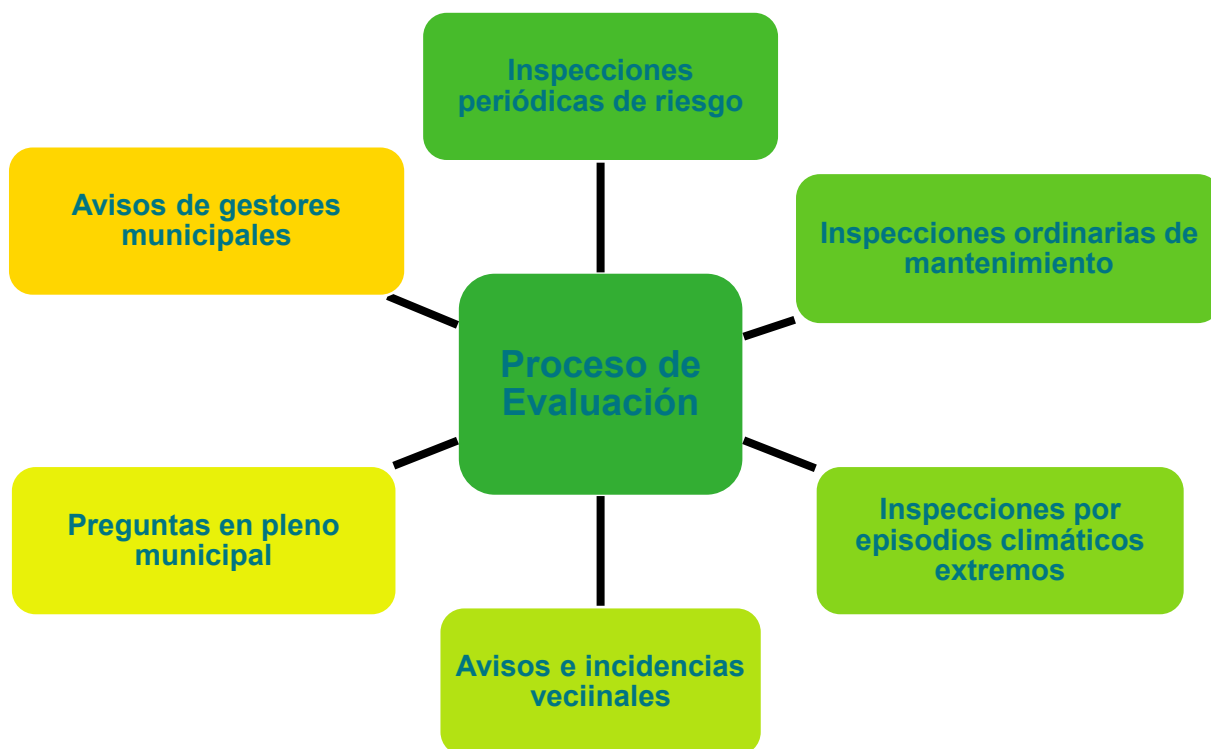 Inspecciones
periódicas de riesgo
Avisos de gestores
municipales
Inspecciones ordinarias de
mantenimiento
Proceso de
Evaluación
Preguntas en pleno
municipal
Inspecciones por
episodios climáticos
extremos
Avisos e incidencias
veciinales